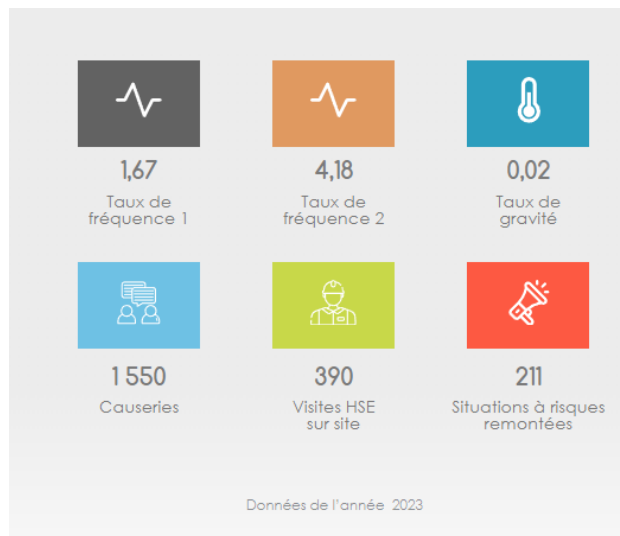 1,67
Taux de
fréquence 1
4,18
Taux de
fréquence 2
0,02
Taux de
gravité
1 550
Causeries
390
Visites HSE
sur site
211
Situations à risques
remontées
Données de l'année 2023